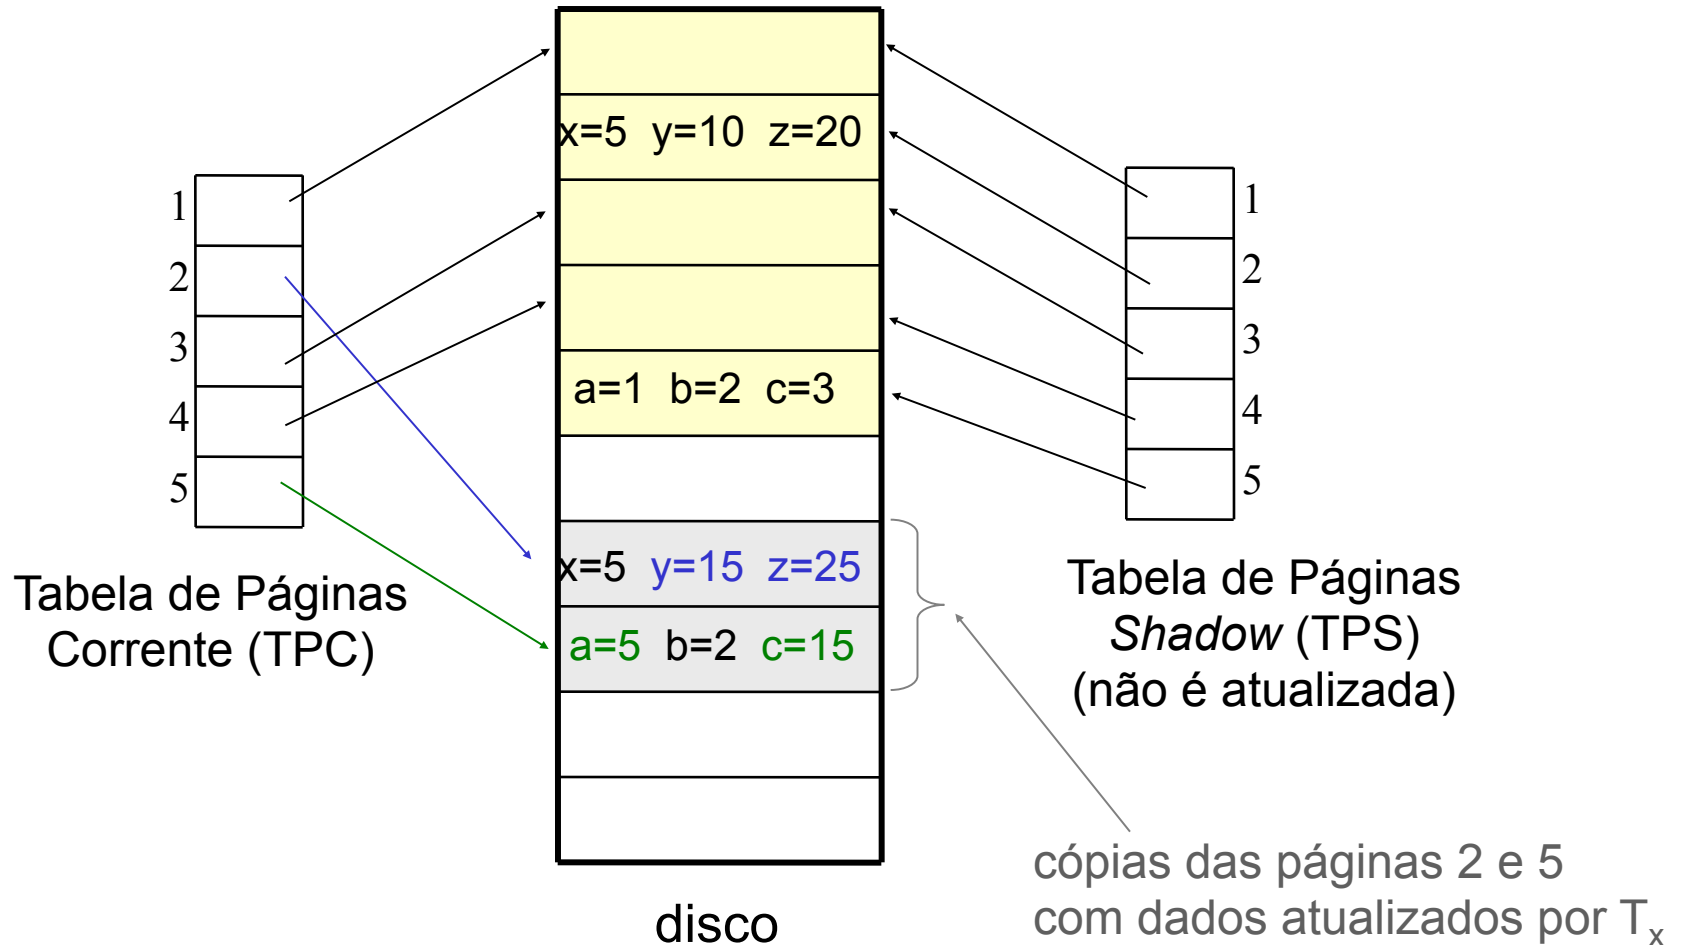 x=5 y=10 z=20
a=1 b=2 c=3
x=5 y=15 z=25
a=5 b=2 c=15
1
2
3
4
5
Tabela de Páginas
Corrente (TPC)
1
2
3
4
5
Tabela de Páginas
Shadow (TPS)
(não é atualizada)
disco
cópias das páginas 2 e 5
com dados atualizados por Tx